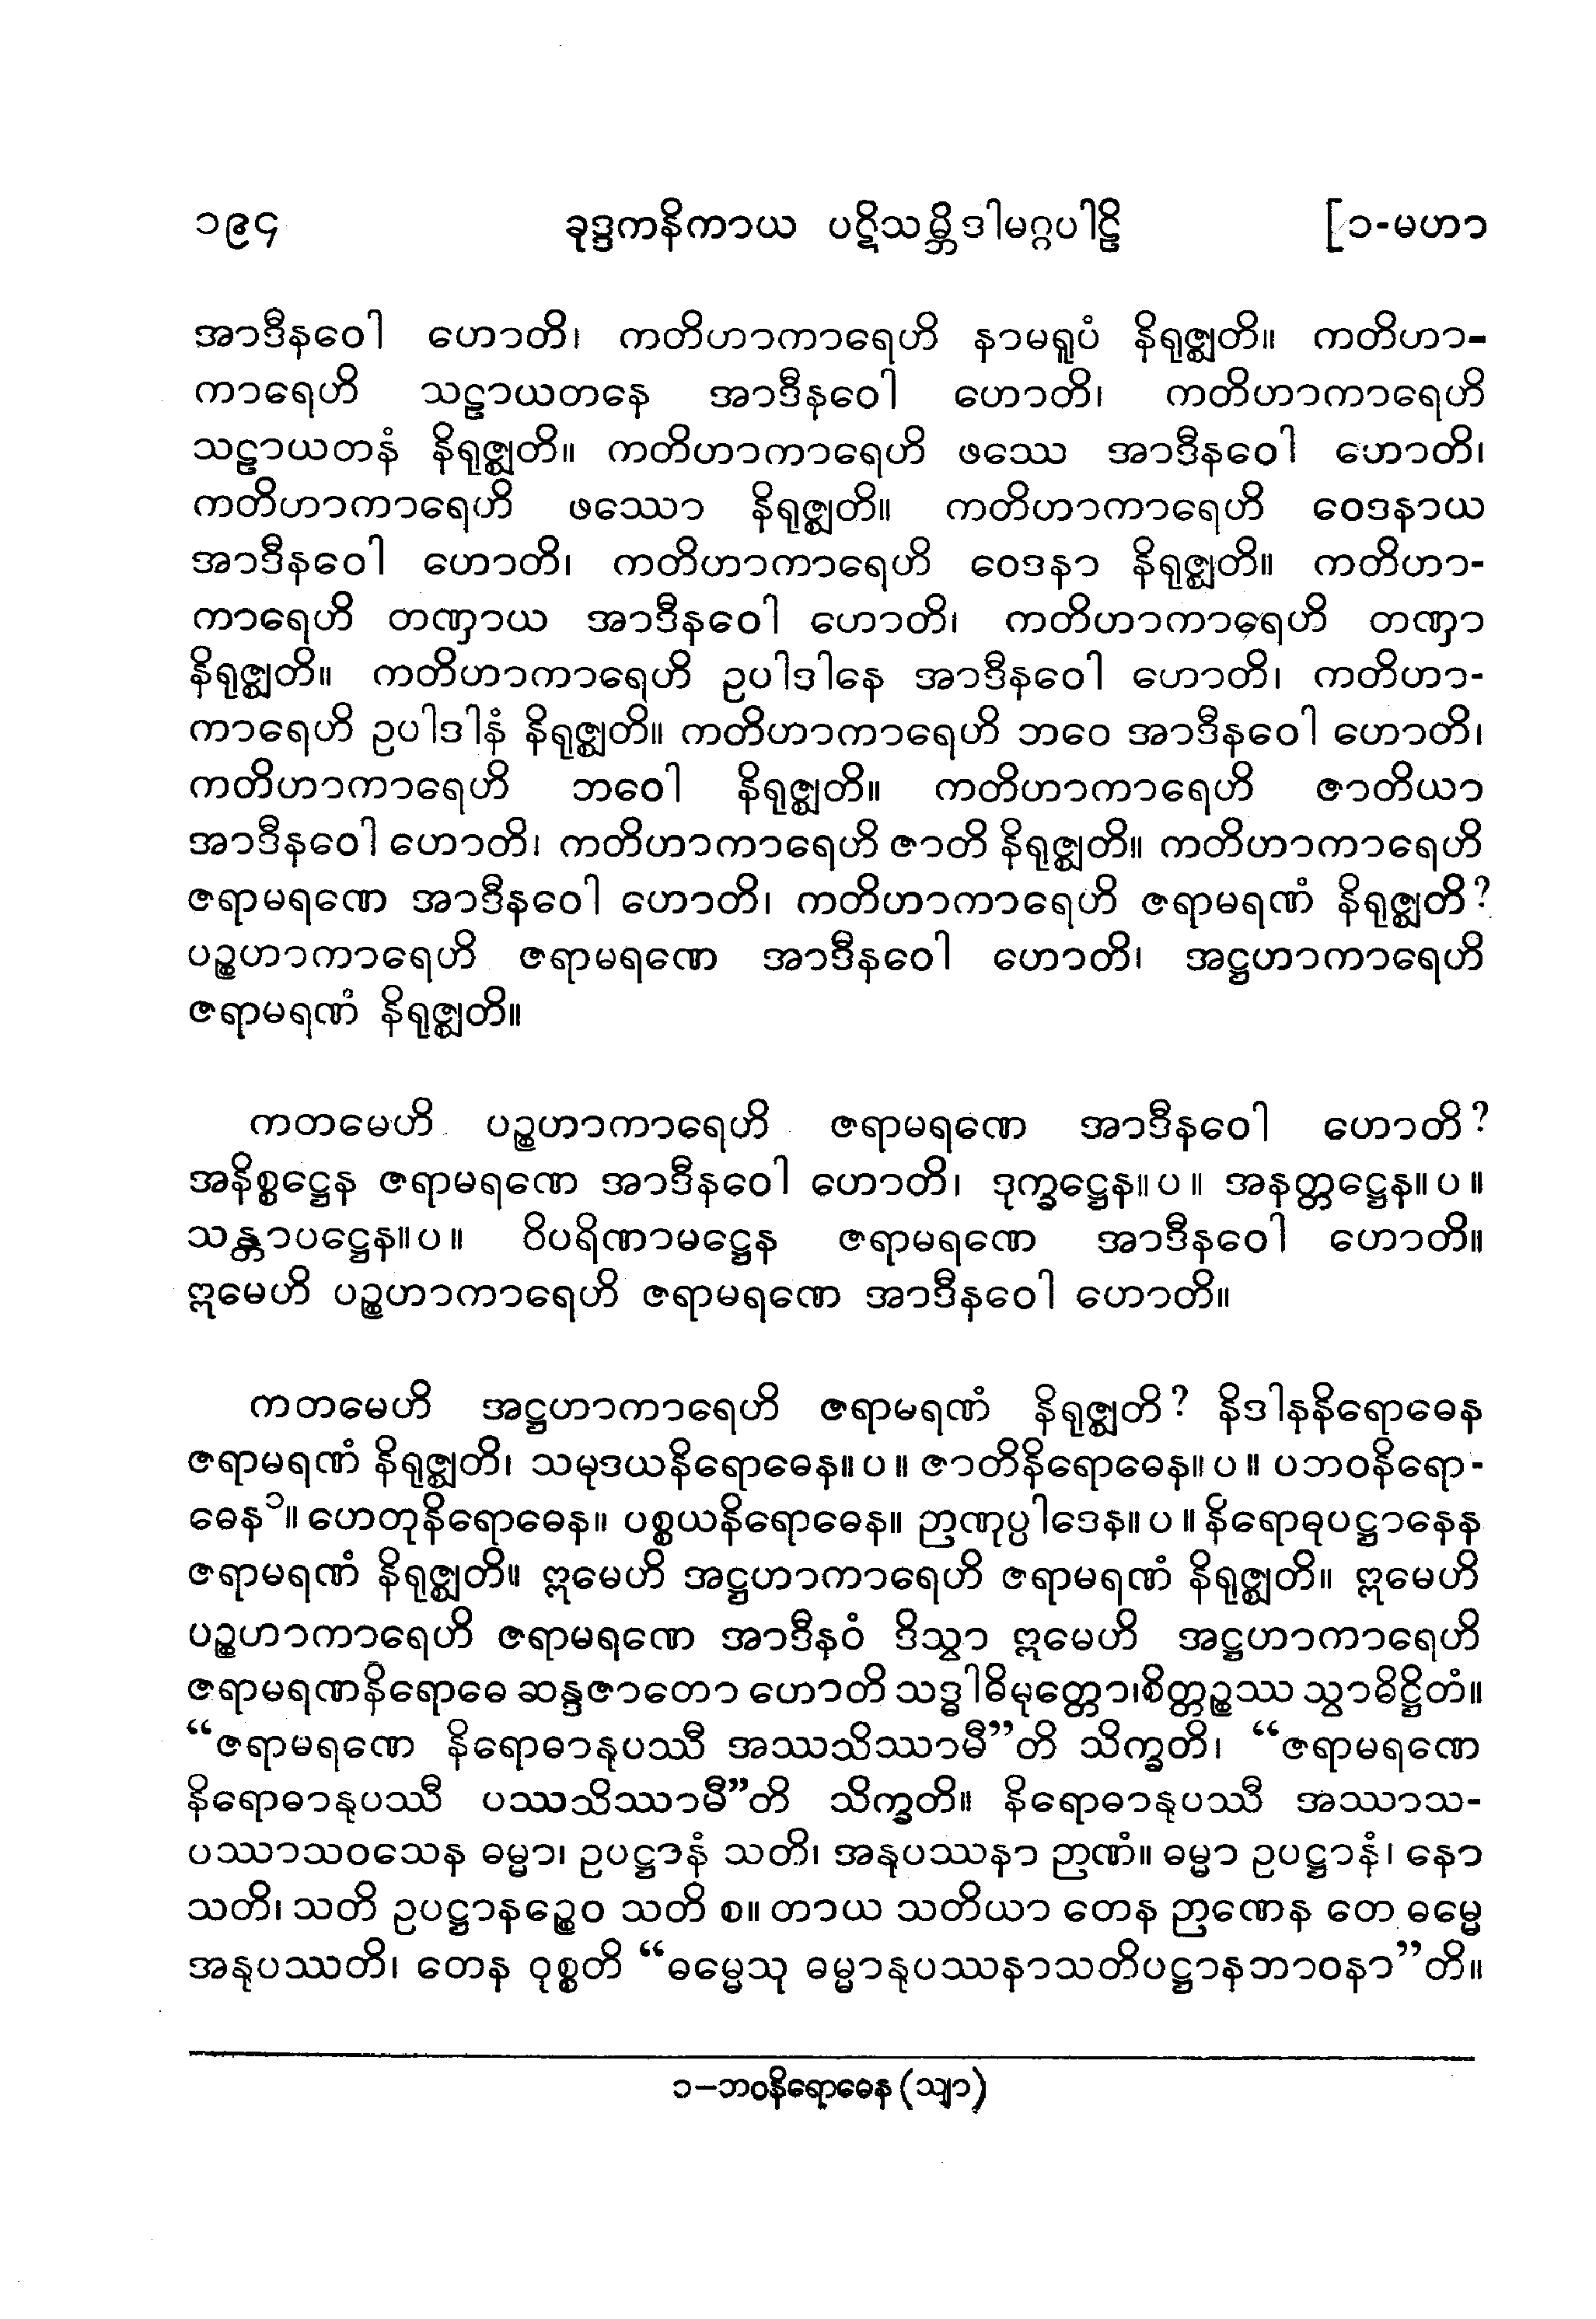 ၁၉၄ ခုဒ္ဒကနိကာယ ပဋိသမ္ဘိဒါမဂ္ဂပါဠိ [၁-မဟာ
အာဒီနဝေါ ဟောတိ၊ ကတိဟာကာရေဟိ နာမရူပံ နိရုဇ္ဈတိ။ ကတိဟာ-
ကာရေဟိ သဠာယတနေ အာဒီနဝေါ ဟောတိ၊ ကတိဟာကာရေဟိ
သဠာယတနံ နိရုဇ္ဈတိ။ ကတိဟာကာရေဟိ ဖဿေ အာဒီနဝေါ ဟောတိ၊
ကတိဟာကာရေဟိ ဖဿော နိရုဇ္ဈတိ။ ကတိဟာကာရေဟိ ဝေဒနာယ
အာဒီနဝေါ ဟောတိ၊ ကတိဟာကာရေဟိ ဝေဒနာ နိရုဇ္ဈတိ။ ကတိဟာ-
ကာရေဟိ တဏှာယ အာဒီနဝေါ ဟောတိ၊ ကတိဟာကာရေဟိ တဏှာ
နိရုဇ္ဈတိ။ ကတိဟာကာရေဟိ ဥပါဒါနေ အာဒီနဝေါ ဟောတိ၊ ကတိဟာ-
ကာရေဟိ ဥပါဒါနံ နိရုဇ္ဈတိ။ ကတိဟာကာရေဟိ ဘဝေ အာဒီနဝေါ ဟောတိ၊
ကတိဟာကာရေဟိ ဘဝေါ နိရုဇ္ဈတိ။ ကတိဟာကာရေဟိ ဇာတိယာ
အာဒီနဝေါ ဟောတိ၊ ကတိဟာကာရေဟိ ဇာတိ နိရုဇ္ဈတိ။ ကတိဟာကာရေဟိ
ဇရာမရဏေ အာဒီနဝေါ ဟောတိ၊ ကတိဟာကာရေဟိ ဇရာမရဏံ နိရုဇ္ဈတိ?
ပဉ္စဟာကာရေဟိ ဇရာမရဏေ အာဒီနဝေါ ဟောတိ၊ အဋ္ဌဟာကာရေဟိ
ဇရာမရဏံ နိရုဇ္ဈတိ။
ကတမေဟိ ပဉ္စဟာကာရေဟိ ဇရာမရဏေ အာဒီနဝေါ ဟောတိ?
အနိစ္စဋ္ဌေန ဇရာမရဏေ အာဒီနဝေါ ဟောတိ၊ ဒုက္ခဋ္ဌေန။ပ။ အနတ္တဋ္ဌေန။ပ။
သန္တာပဋ္ဌေန။ပ။ ဝိပရိဏာမဋ္ဌေန ဇရာမရဏေ အာဒီနဝေါ ဟောတိ။
ဣမေဟိ ပဉ္စဟာကာရေဟိ ဇရာမရဏေ အာဒီနဝေါ ဟောတိ။
ကတမေဟိ အဋ္ဌဟာကာရေဟိ ဇရာမရဏံ နိရုဇ္ဈတိ? နိဒါနနိရောဓေန
ဇရာမရဏံ နိရုဇ္ဈတိ၊ သမုဒယနိရောဓေန။ပ။ ဇာတိနိရောဓေန။ပ။ ပဘဝနိရော-
ဓေန၁။ ဟေတုနိရောဓေန။ ပစ္စယနိရောဓေန။ ဉာဏုပ္ပါဒေန။ပ။ နိရောဓုပဋ္ဌာနေန
ဇရာမရဏံ နိရုဇ္ဈတိ။ ဣမေဟိ အဋ္ဌဟာကာရေဟိ ဇရာမရဏံ နိရုဇ္ဈတိ။ ဣမေဟိ
ပဉ္စဟာကာရေဟိ ဇရာမရဏေ အာဒီနဝံ ဒိသွာ ဣမေဟိ အဋ္ဌဟာကာရေဟိ
ဇရာမရဏနိရောဓေ ဆန္ဒဇာတော ဟောတိ သဒ္ဓါဓိမုတ္တော၊စိတ္တဉ္စဿ သွာဓိဋ္ဌိတံ။
“ဇရာမရဏေ နိရောဓာနုပဿီ အဿသိဿာမီ”တိ သိက္ခတိ၊ “ဇရာမရဏေ
နိရောဓာနုပဿီ ပဿသိဿာမီ”တိ သိက္ခတိ။ နိရောဓာနုပဿီ အဿာသ-
ပဿာသဝသေန ဓမ္မာ၊ ဥပဋ္ဌာနံ သတိ၊ အနုပဿနာ ဉာဏံ။ ဓမ္မာ ဥပဋ္ဌာနံ၊ နော
သတိ၊ သတိ ဥပဋ္ဌာနဉ္စေဝ သတိ စ။ တာယ သတိယာ တေန ဉာဏေန တေ ဓမ္မေ
အနုပဿတိ၊ တေန ဝုစ္စတိ “ဓမ္မေသု ဓမ္မာနုပဿနာသတိပဋ္ဌာနဘာဝနာ”တိ။
၁–ဘဝနိရောဓေန (သျာ)